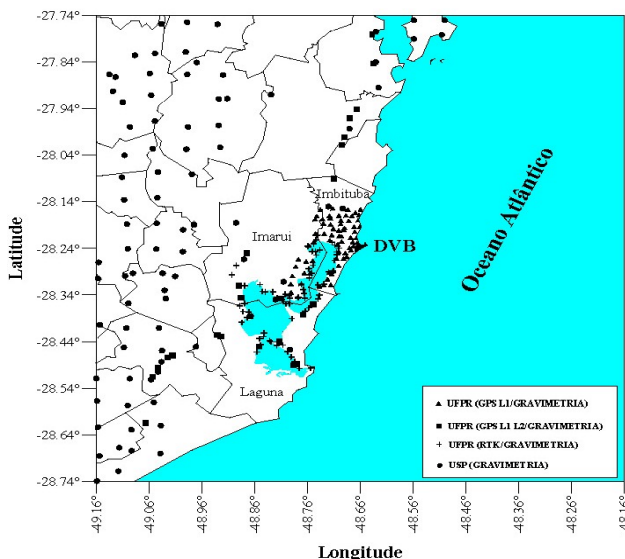 -27.74°
-27.84°
-27.94°
-28.04°
-28.14°
-28.24°
-28.34°
-28.44°
-28.54°
-28.64°
-28.74°
Latitude
Imbituba
Imarui
DVB
Laguna
Oceano Atlântico
UFPR (GPS L1/GRAVIMETRIA)
UFPR (GPS L1 L2/GRAVIMETRIA)
UFPR (RTK/GRAVIMETRIA)
USP (GRAVIMETRIA)
49.16°
49.06°
48.96°
48.86°
48.76°
48.66°
48.56°
48.46°
48.36°
48.26°
48.16°
Longitude